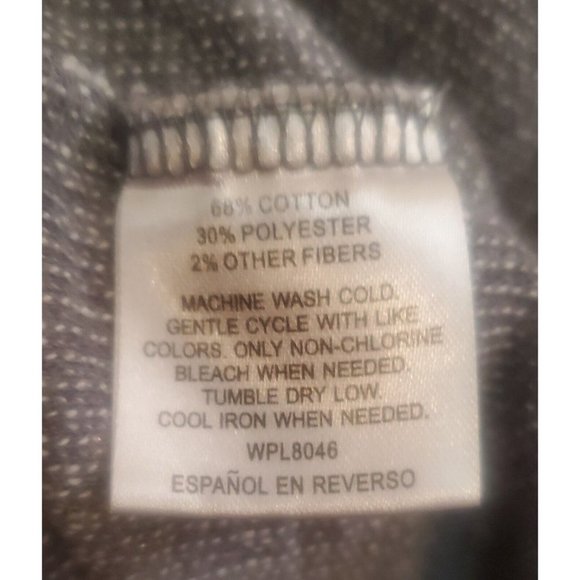 68% COTTON
30% POLYESTER
2% OTHER FIBERS
MACHINE WASH COLD.
GENTLE CYCLE WITH LIKE
COLORS. ONLY NON-CHLORINE
BLEACH WHEN NEEDED.
TUMBLE DRY LOW.
COOL IRON WHEN NEEDED.
WPL8046
ESPAÑOL EN REVERSO